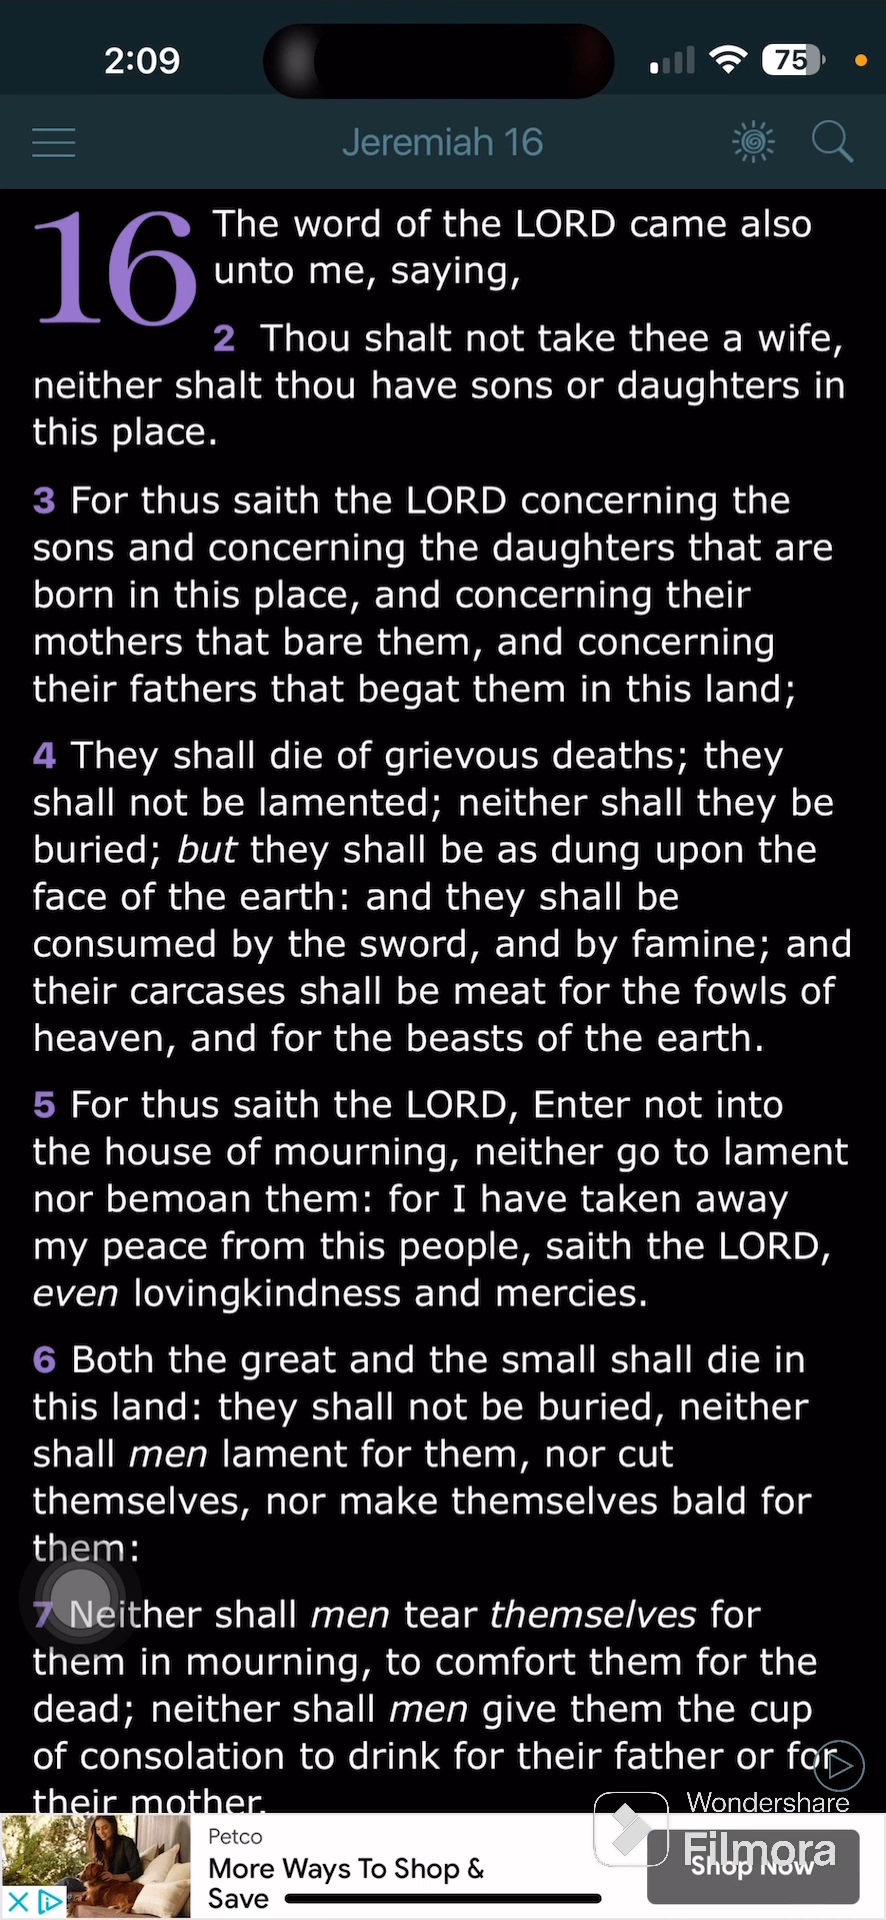 2:09
75
Jeremiah 16
16 The word of the LORD came also
unto me, saying,
2 Thou shalt not take thee a wife,
neither shalt thou have sons or daughters in
this place.
3 For thus saith the LORD concerning the
sons and concerning the daughters that are
born in this place, and concerning their
mothers that bare them, and concerning
their fathers that begat them in this land;
4 They shall die of grievous deaths; they
shall not be lamented; neither shall they be
buried; but they shall be as dung upon the
face of the earth: and they shall be
consumed by the sword, and by famine; and
their carcases shall be meat for the fowls of
heaven, and for the beasts of the earth.
5 For thus saith the LORD, Enter not into
the house of mourning, neither go to lament
nor bemoan them: for I have taken away
my peace from this people, saith the LORD,
even lovingkindness and mercies.
6 Both the great and the small shall die in
this land: they shall not be buried, neither
shall men lament for them, nor cut
themselves, nor make themselves bald for
them:
7 Neither shall men tear themselves for
them in mourning, to comfort them for the
dead; neither shall men give them the cup
of consolation to drink for their father or for
their mother.
Wondershare
Filmora
Petco
More Ways To Shop &
Save
Shop Now